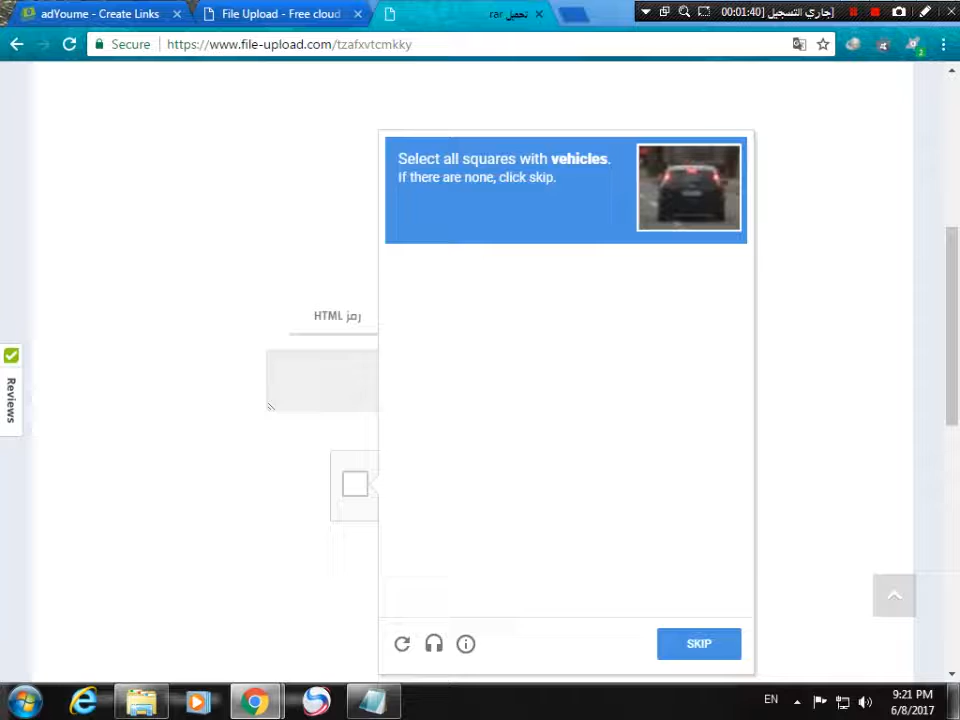 adYoume - Create Links
File Upload - Free cloud
تحميل rar
[جاري التسجيل [00:01:40
Secure
https://www.file-upload.com/tzafxvtcmkky
2
Select all squares with vehicles.
If there are none, click skip.
رمز HTML
Reviews
SKIP
EN
9:21 PM
6/8/2017